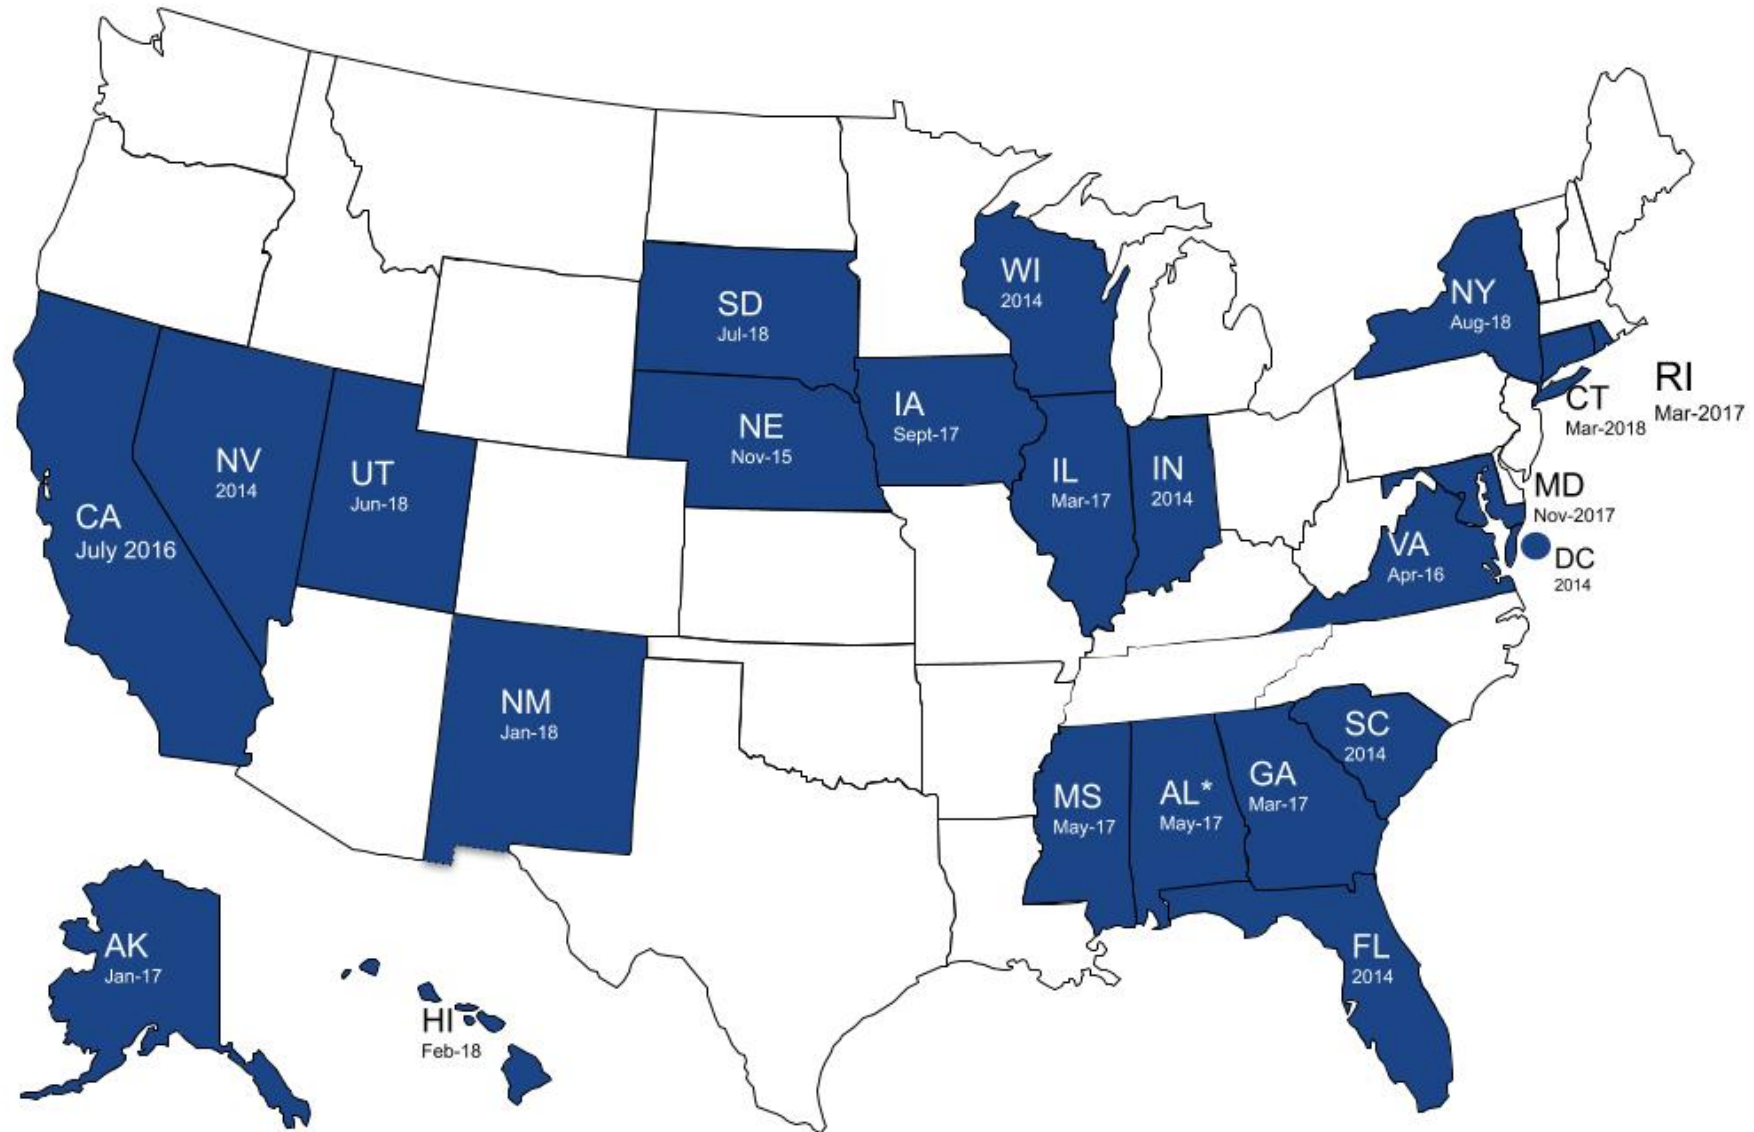 WI
2014
NY
Aug-18
SD
Jul-18
RI
Mar-2017
CT
Mar-2018
IA
Sept-17
NE
Nov-15
NV
2014
UT
Jun-18
IL
Mar-17
IN
2014
MD
Nov-2017
CA
July 2016
VA
Apr-16
DC
2014
NM
Jan-18
SC
2014
GA
Mar-17
MS
May-17
AL*
May-17
AK
Jan-17
FL
2014
HI
Feb-18